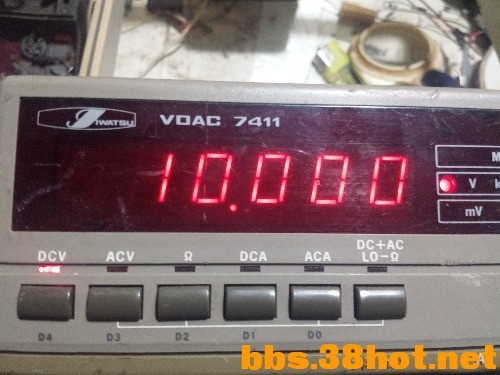 IWATSU VOAC 7411
10.000
M
V k
mV
DC+AC
DCV ACV Ω DCA ACA LO-Ω
D4 D3 D2 D1 D0
A
bbs.38hot.net